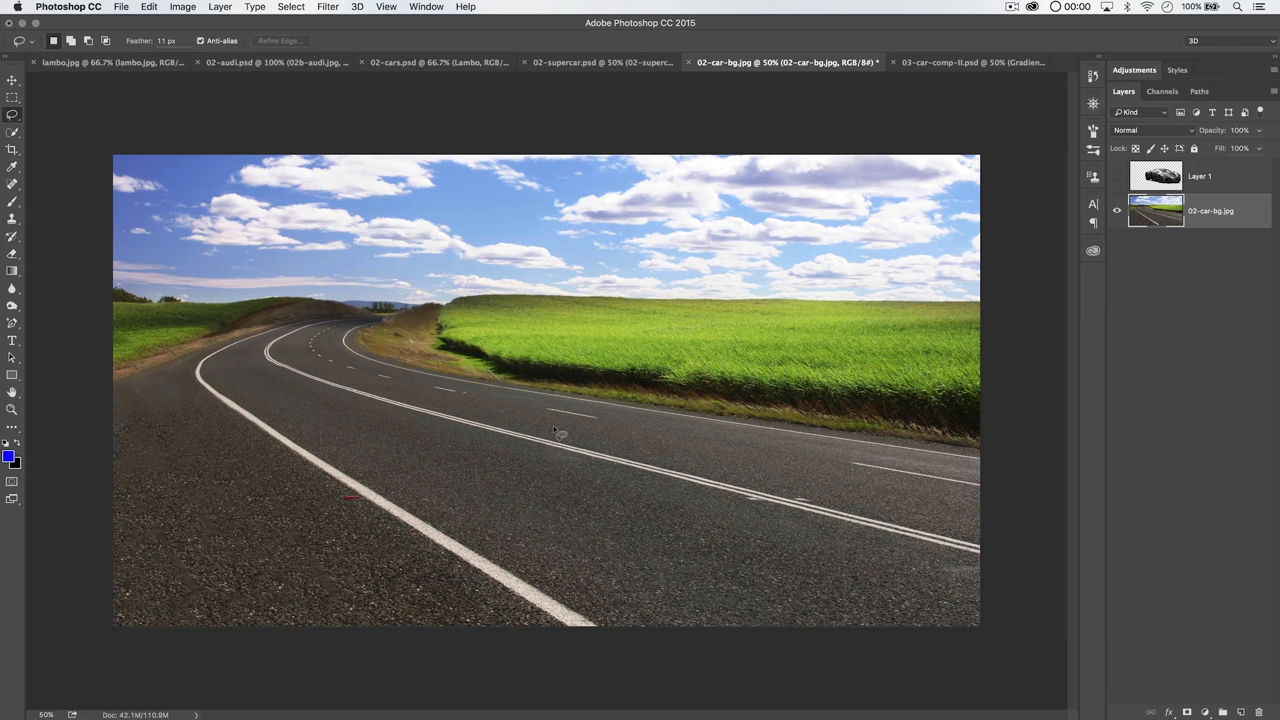 Photoshop CC File Edit Image Layer Type Select Filter 3D View Window Help 00:00 100%
Adobe Photoshop CC 2015
Feather: 11 px Anti-alias Refine Edge... 3D
lambo.jpg @ 66.7% (lambo.jpg, RGB/... 02-audi.psd @ 100% (02b-audi.jpg, ... 02-cars.psd @ 66.7% (Lambo, RGB/... 02-supercar.psd @ 50% (02-superc... 02-car-bg.jpg @ 50% (02-car-bg.jpg, RGB/8#) * 03-car-comp-II.psd @ 50% (Gradien...
Adjustments Styles
Layers Channels Paths
Kind
Normal Opacity: 100%
Lock: Fill: 100%
Layer 1
02-car-bg.jpg
50% Doc: 42.1M/110.9M